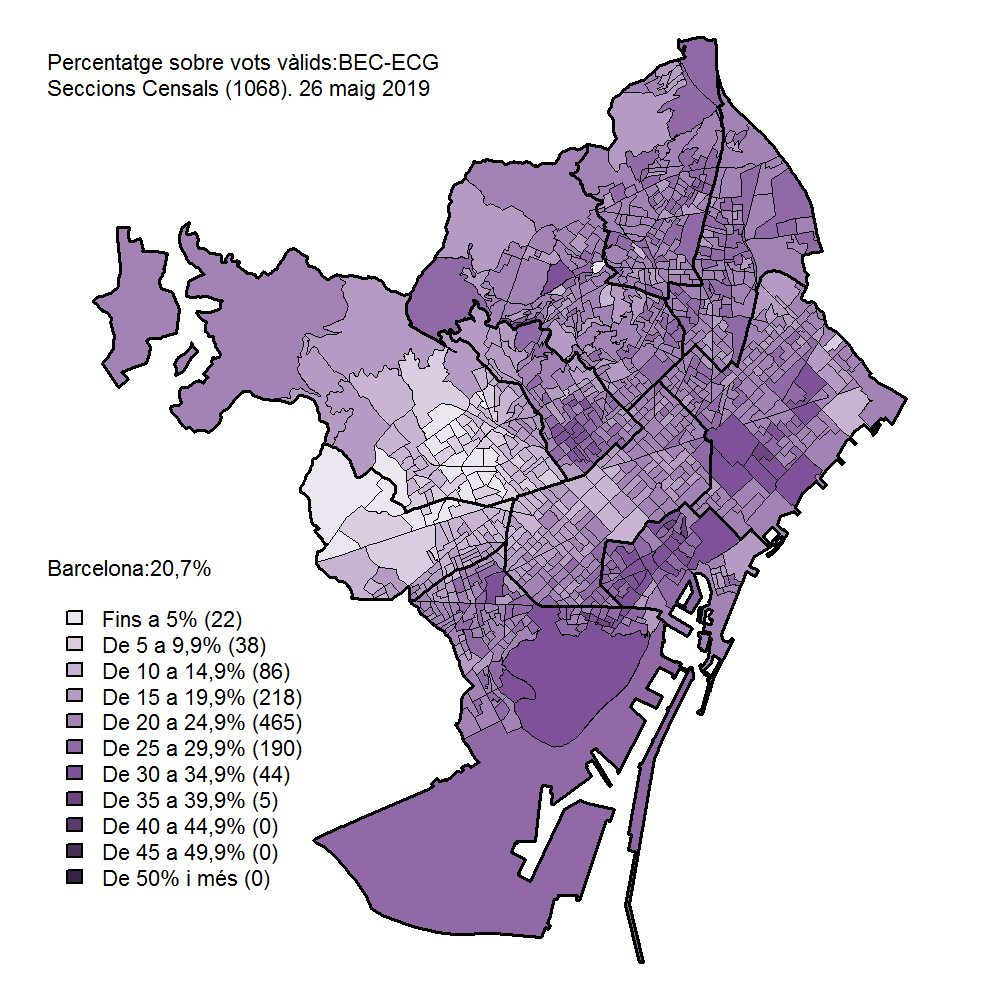 Percentatge sobre vots vàlids:BEC-ECG
Seccions Censals (1068). 26 maig 2019
Barcelona:20,7%
Fins a 5% (22)
De 5 a 9,9% (38)
De 10 a 14,9% (86)
De 15 a 19,9% (218)
De 20 a 24,9% (465)
De 25 a 29,9% (190)
De 30 a 34,9% (44)
De 35 a 39,9% (5)
De 40 a 44,9% (0)
De 45 a 49,9% (0)
De 50% i més (0)